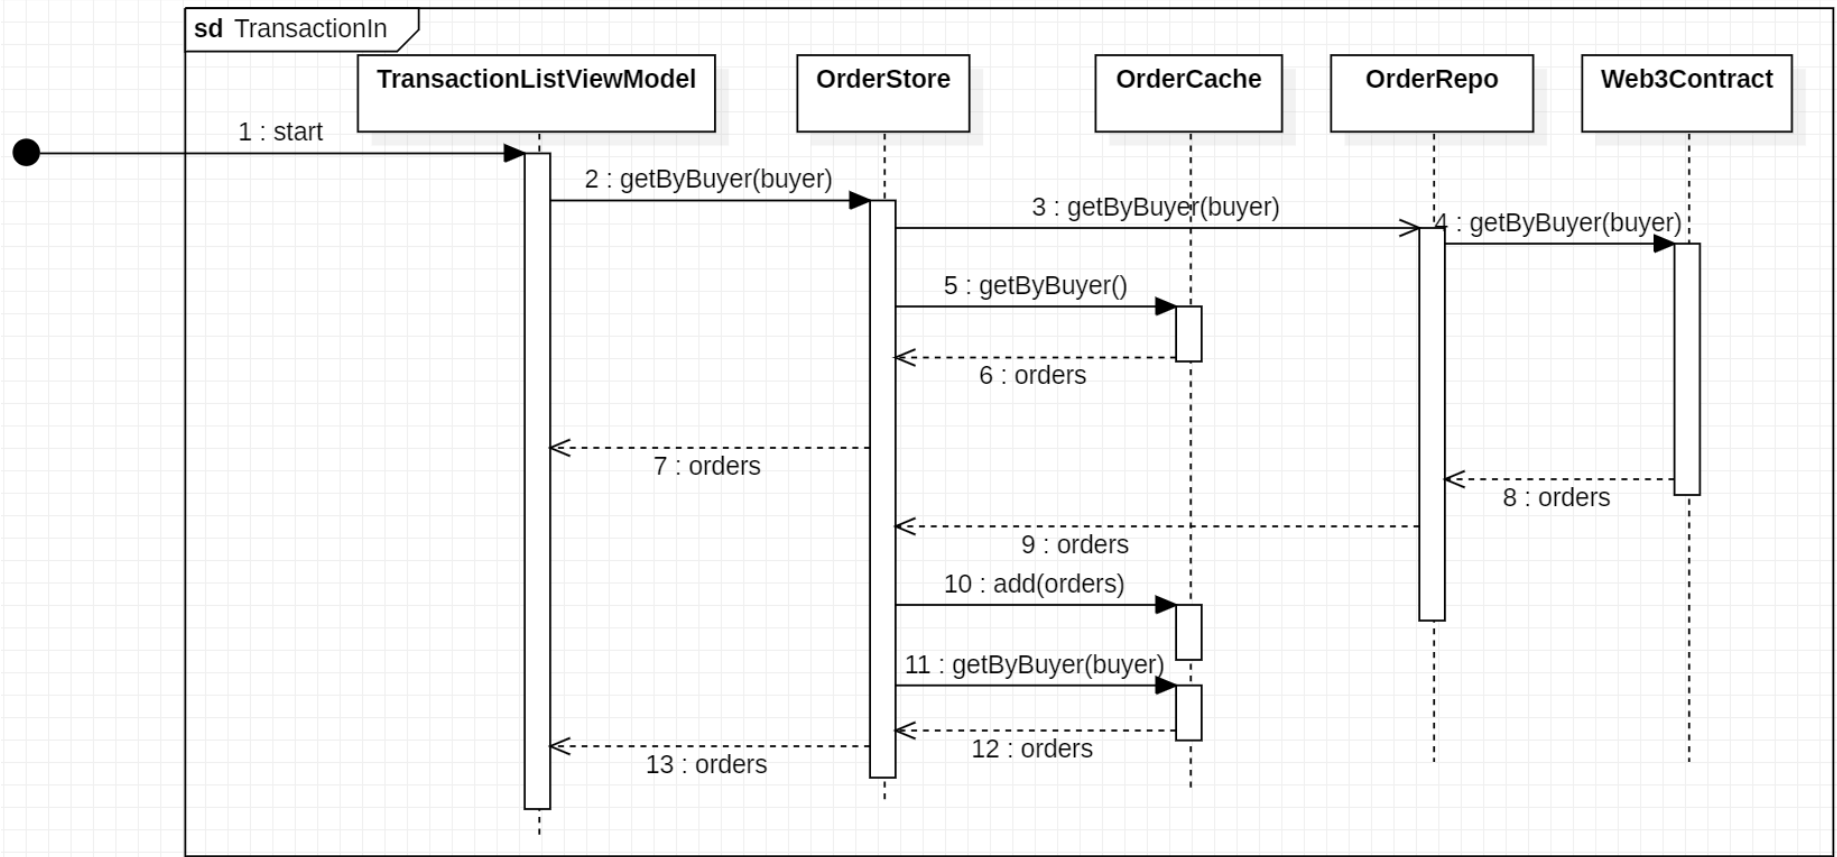 sd TransactionIn
TransactionListViewModel
OrderStore
OrderCache
OrderRepo
Web3Contract
1 : start
2 : getByBuyer(buyer)
3 : getByBuyer(buyer)
4 : getByBuyer(buyer)
5 : getByBuyer()
6 : orders
7 : orders
8 : orders
9 : orders
10 : add(orders)
11 : getByBuyer(buyer)
12 : orders
13 : orders